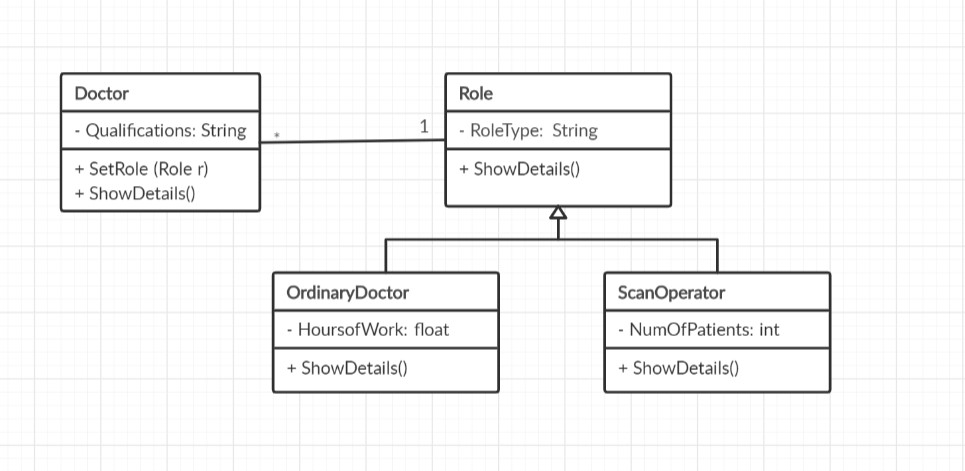 Doctor
- Qualifications: String
+ SetRole (Role r)
+ ShowDetails()
*
1
Role
- RoleType: String
+ ShowDetails()
OrdinaryDoctor
- HoursofWork: float
+ ShowDetails()
ScanOperator
- NumOfPatients: int
+ ShowDetails()